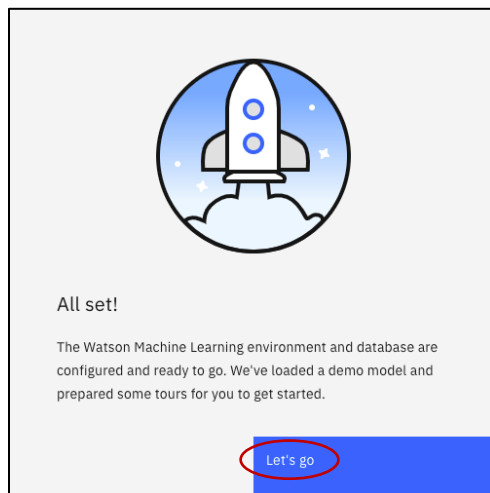 All set!
The Watson Machine Learning environment and database are
configured and ready to go. We've loaded a demo model and
prepared some tours for you to get started.
Let's go